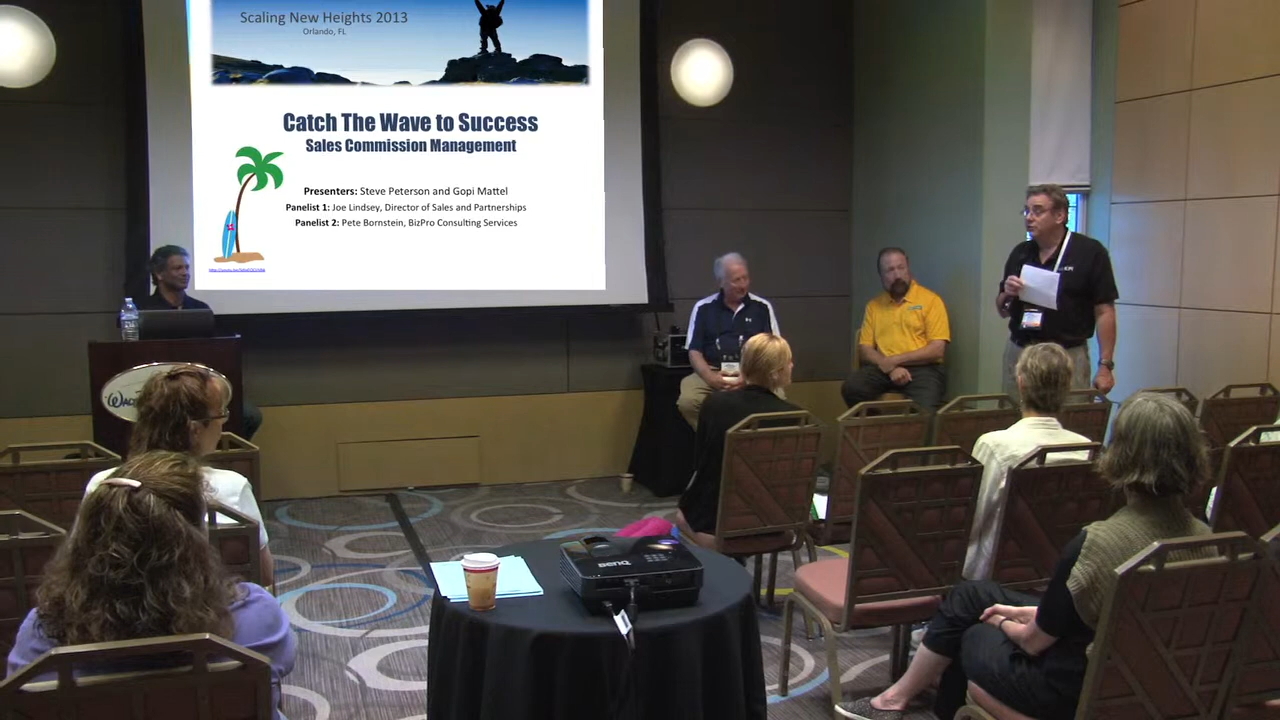 Scaling New Heights 2013
Orlando, FL
Catch The Wave to Success
Sales Commission Management
Presenters: Steve Peterson and Gopi Mattel
Panelist 1: Joe Lindsey, Director of Sales and Partnerships
Panelist 2: Pete Bornstein, BizPro Consulting Services
BenQ